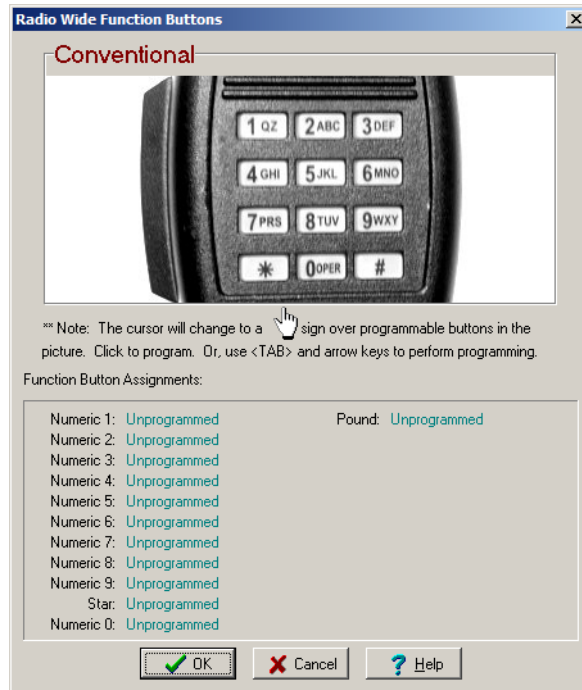 Radio Wide Function Buttons
Conventional
1 QZ 2 ABC 3 DEF
4 GHI 5 JKL 6 MNO
7 PRS 8 TUV 9 WXY
* 0 OPER #
** Note: The cursor will change to a sign over programmable buttons in the
picture. Click to program. Or, use <TAB> and arrow keys to perform programming.
Function Button Assignments:
Numeric 1: Unprogrammed Pound: Unprogrammed
Numeric 2: Unprogrammed
Numeric 3: Unprogrammed
Numeric 4: Unprogrammed
Numeric 5: Unprogrammed
Numeric 6: Unprogrammed
Numeric 7: Unprogrammed
Numeric 8: Unprogrammed
Numeric 9: Unprogrammed
Star: Unprogrammed
Numeric 0: Unprogrammed
OK Cancel ? Help